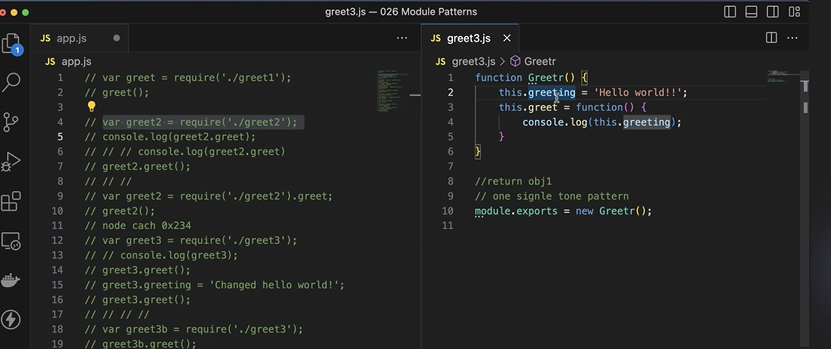 greet3.js — 026 Module Patterns
JS app.js
JS greet3.js
JS app.js
JS greet3.js > Greetr
1 // var greet = require('./greet1');
2 // greet();
3
4 // var greet2 = require('./greet2');
5 // console.log(greet2.greet);
6 // // // console.log(greet2.greet)
7 // greet2.greet();
8 // // //
9 // var greet2 = require('./greet2').greet;
10 // greet2();
11 // node cach 0x234
12 // var greet3 = require('./greet3');
13 // // console.log(greet3);
14 // greet3.greet();
15 // greet3.greeting = 'Changed hello world!';
16 // greet3.greet();
17 // // // //
18 // var greet3b = require('./greet3');
19 // greet3b.greet();
1 function Greetr() {
2 this.greeting = 'Hello world!!';
3 this.greet = function() {
4 console.log(this.greeting);
5 }
6 }
7
8 //return obj1
9 // one signle tone pattern
10 module.exports = new Greetr();
11
1